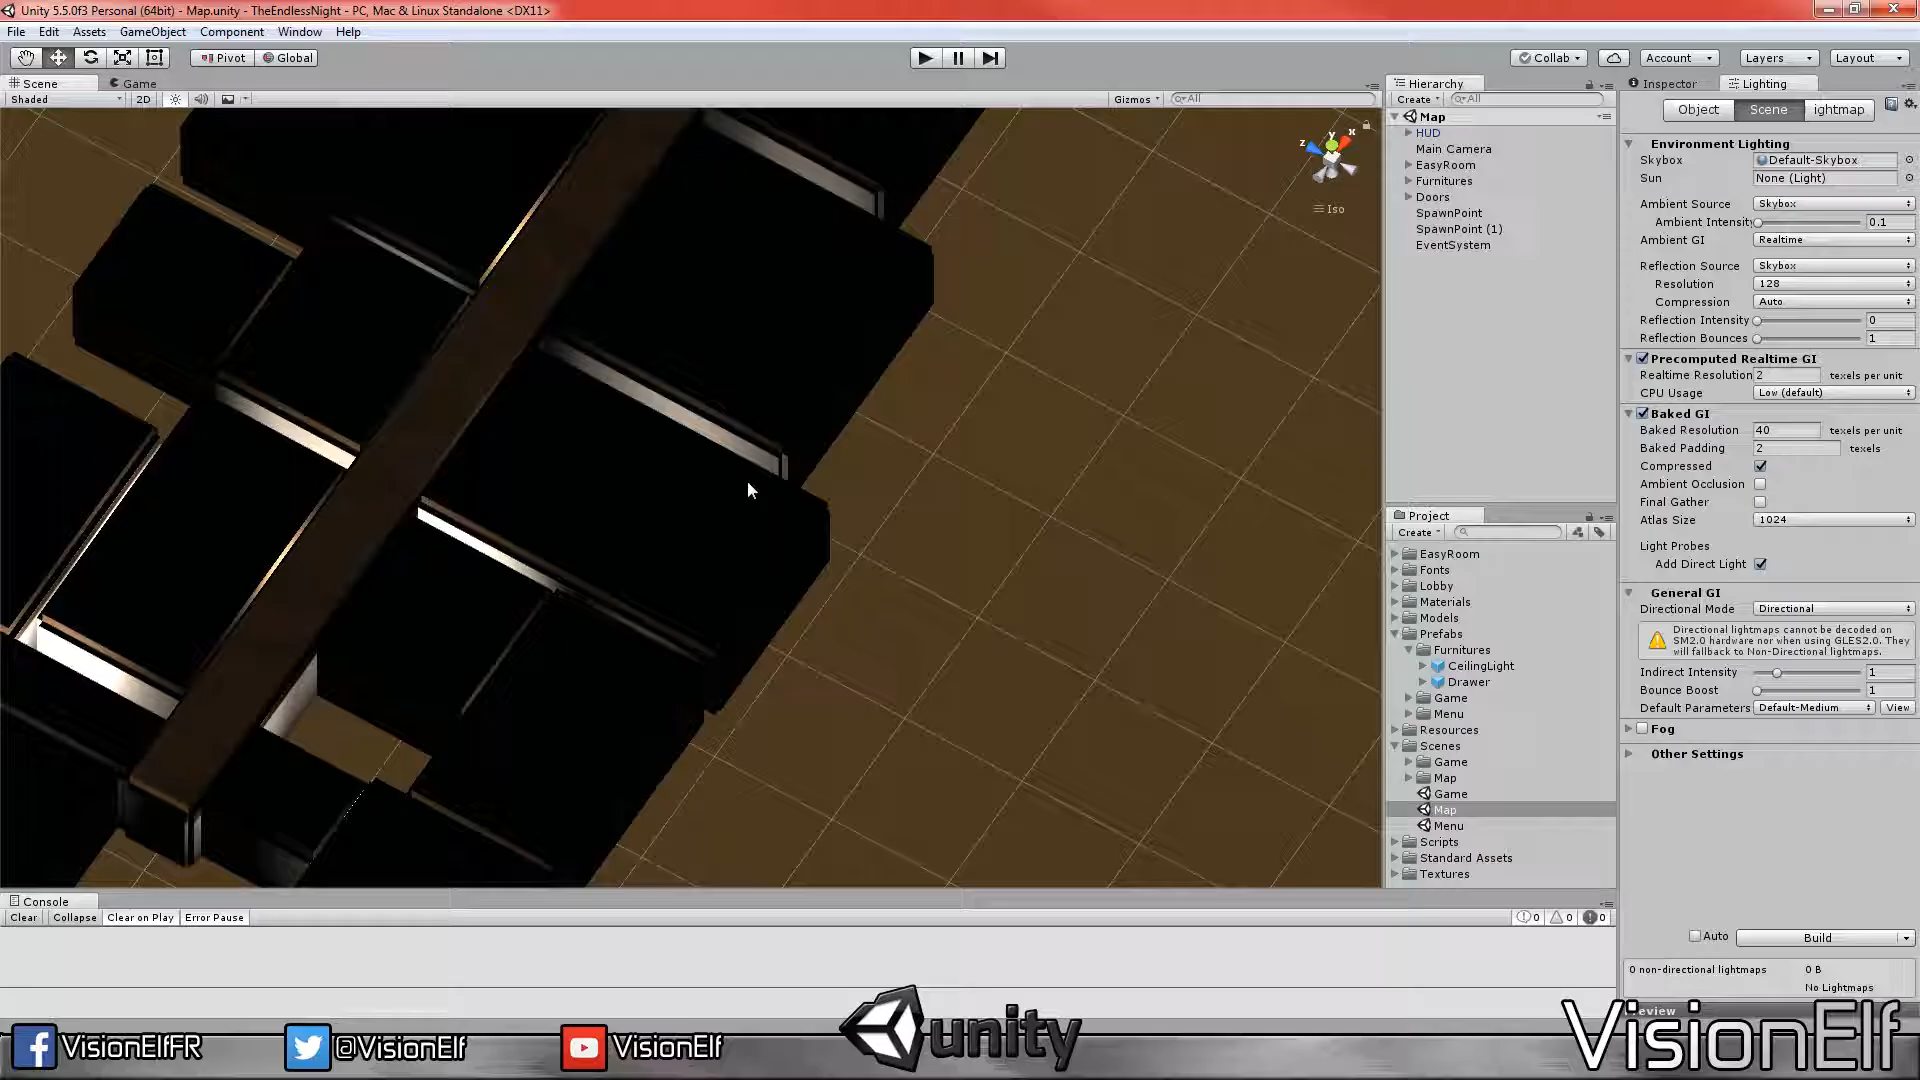 Unity 5.5.0f3 Personal (64bit) - Map.unity - TheEndlessNight - PC, Mac & Linux Standalone <DX11>
File Edit Assets GameObject Component Window Help
Pivot Global Collab Account Layers Layout
Scene Game
Shaded 2D Gizmos All
x y z
Iso
Hierarchy
Create All
Map
HUD
Main Camera
EasyRoom
Furnitures
Doors
SpawnPoint
SpawnPoint (1)
EventSystem
Project
Create
EasyRoom
Fonts
Lobby
Materials
Models
Prefabs
Furnitures
CeilingLight
Drawer
Game
Menu
Resources
Scenes
Game
Map
Game
Map
Menu
Scripts
Standard Assets
Textures
Inspector Lighting
Object Scene ightmap
Environment Lighting
Skybox Default-Skybox
Sun None (Light)
Ambient Source Skybox
Ambient Intensity 0.1
Ambient GI Realtime
Reflection Source Skybox
Resolution 128
Compression Auto
Reflection Intensity 0
Reflection Bounces 1
Precomputed Realtime GI
Realtime Resolution 2 texels per unit
CPU Usage Low (default)
Baked GI
Baked Resolution 40 texels per unit
Baked Padding 2 texels
Compressed
Ambient Occlusion
Final Gather
Atlas Size 1024
Light Probes
Add Direct Light
General GI
Directional Mode Directional
Directional lightmaps cannot be decoded on
SM2.0 hardware nor when using GLES2.0. They
will fallback to Non-Directional lightmaps.
Indirect Intensity 1
Bounce Boost 1
Default Parameters Default-Medium View
Fog
Other Settings
Auto Build
0 non-directional lightmaps 0 B
No Lightmaps
Preview
Console
Clear Collapse Clear on Play Error Pause 0 0 0
VisionElfFR @VisionElf VisionElf unity VisionElf